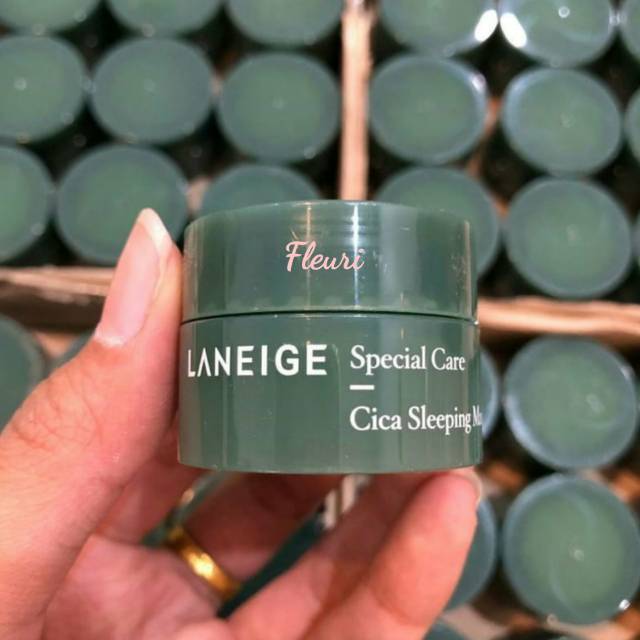 Fleuri
LANEIGE
Special Care
Cica Sleeping